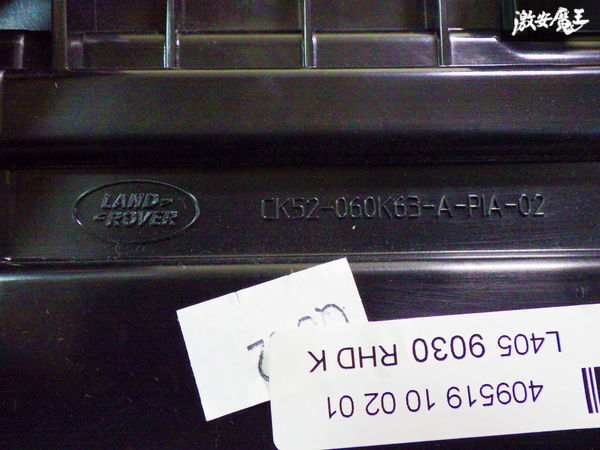 激安魔王
LAND-
-ROVER
CK52-060K63-A-PIA-02
L405 9030 RHD K
409519 10 02 01